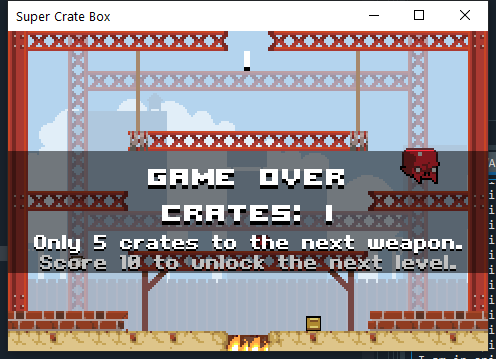 Super Crate Box
1
GAME OVER
CRATES: 1
Only 5 crates to the next weapon.
Score 10 to unlock the next level.